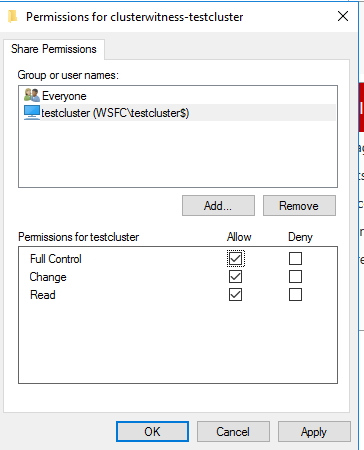 Permissions for clusterwitness-testcluster
Share Permissions
Group or user names:
Everyone
testcluster (WSFC\testcluster$)
Add... Remove
Permissions for testcluster Allow Deny
Full Control
Change
Read
OK Cancel Apply